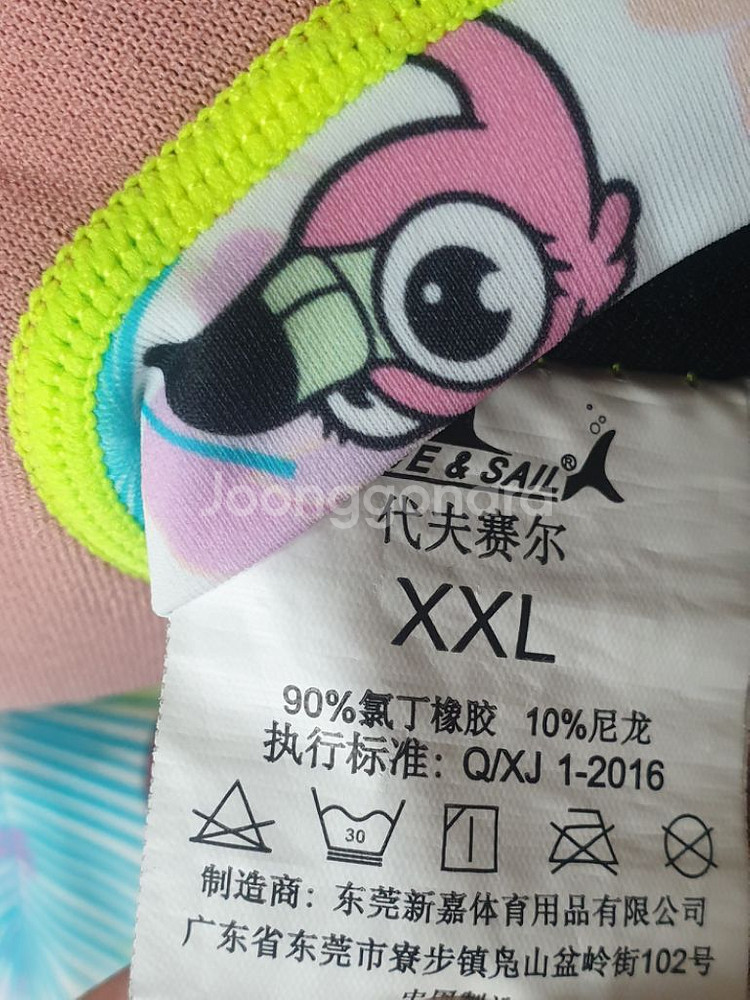 E & SAIL®
Joonggonara
代夫赛尔
XXL
90%氯丁橡胶 10%尼龙
执行标准：Q/XJ 1-2016
30
制造商：东莞新嘉体育用品有限公司
广东省东莞市寮步镇凫山盆岭街102号